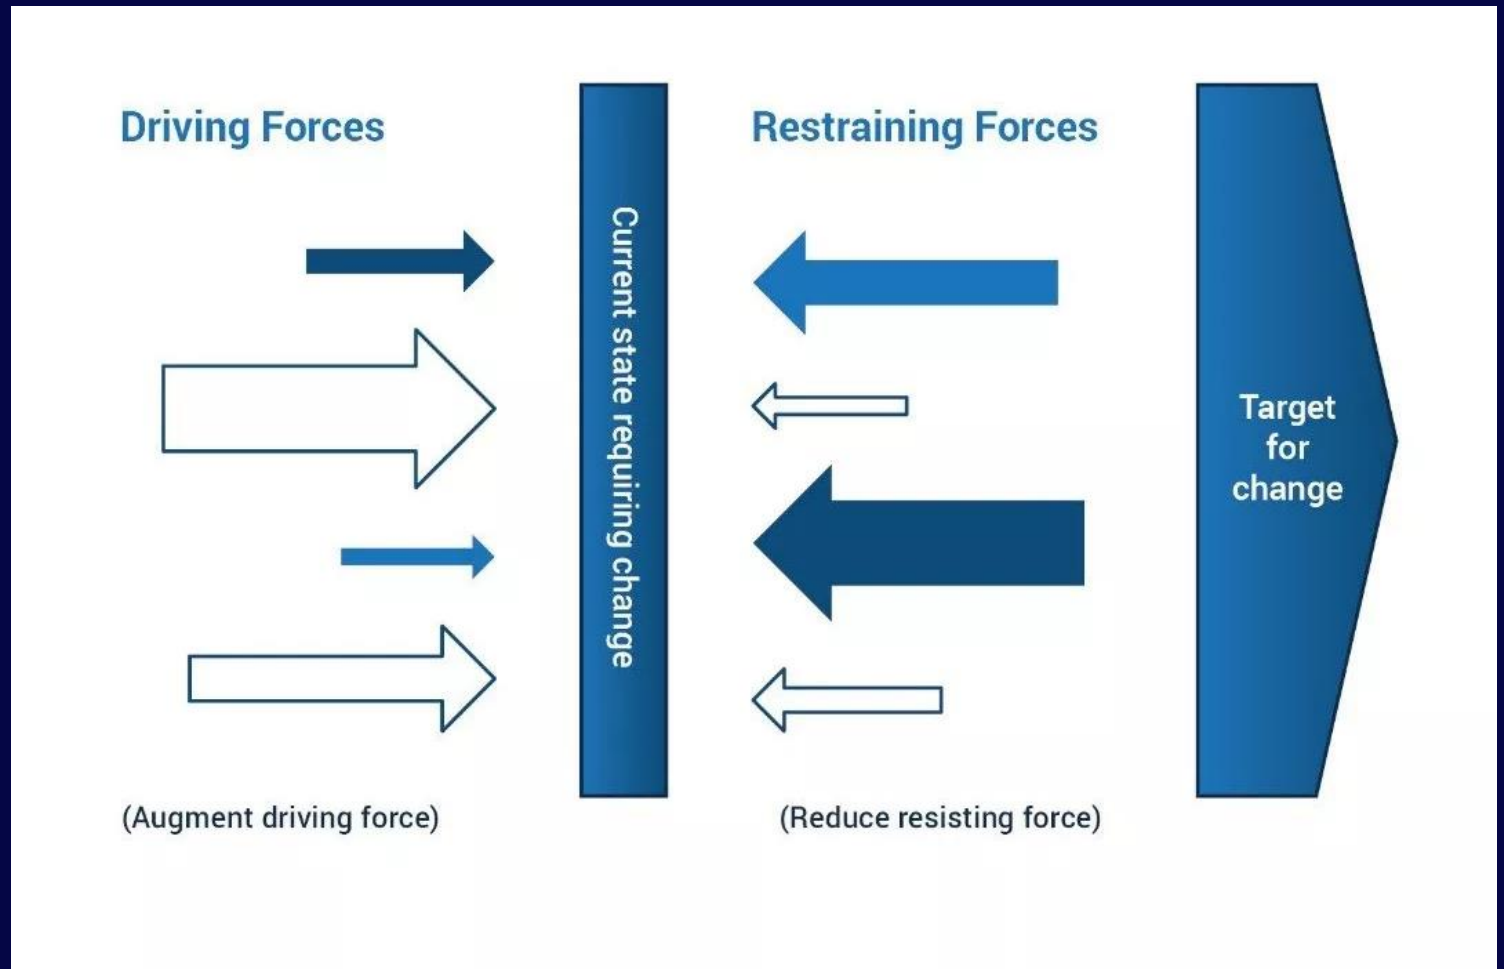 Driving Forces
Restraining Forces
Current state requiring change
Target
for
change
(Augment driving force)
(Reduce resisting force)